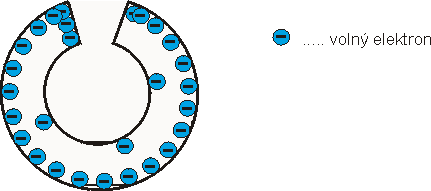 ..... volný elektron